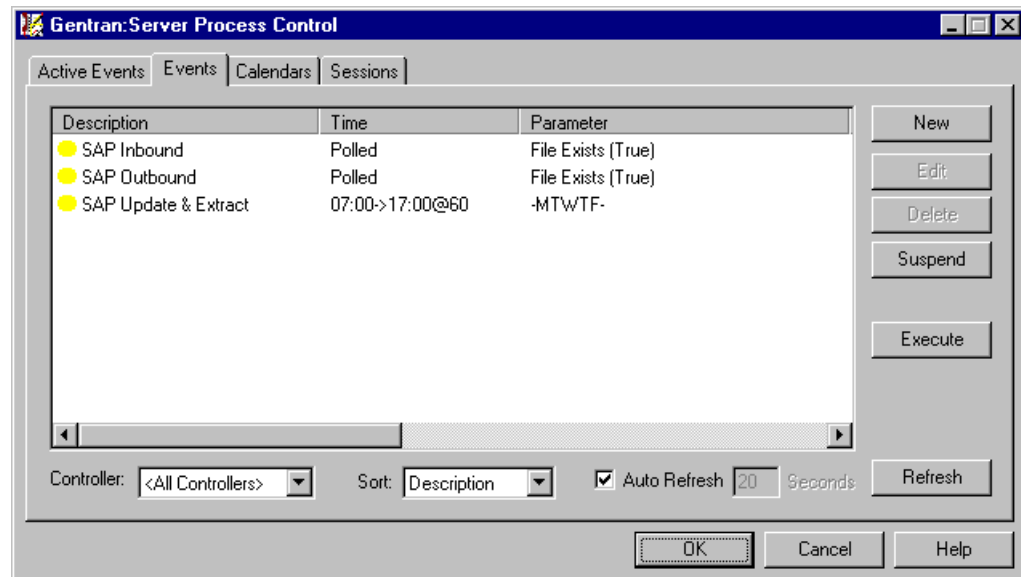 Gentran:Server Process Control
Active Events Events Calendars Sessions
Description Time Parameter
SAP Inbound Polled File Exists (True)
SAP Outbound Polled File Exists (True)
SAP Update & Extract 07:00->17:00@60 -MTWTF-
New
Edit
Delete
Suspend
Execute
Controller: <All Controllers> Sort: Description Auto Refresh 20 Seconds Refresh
OK Cancel Help